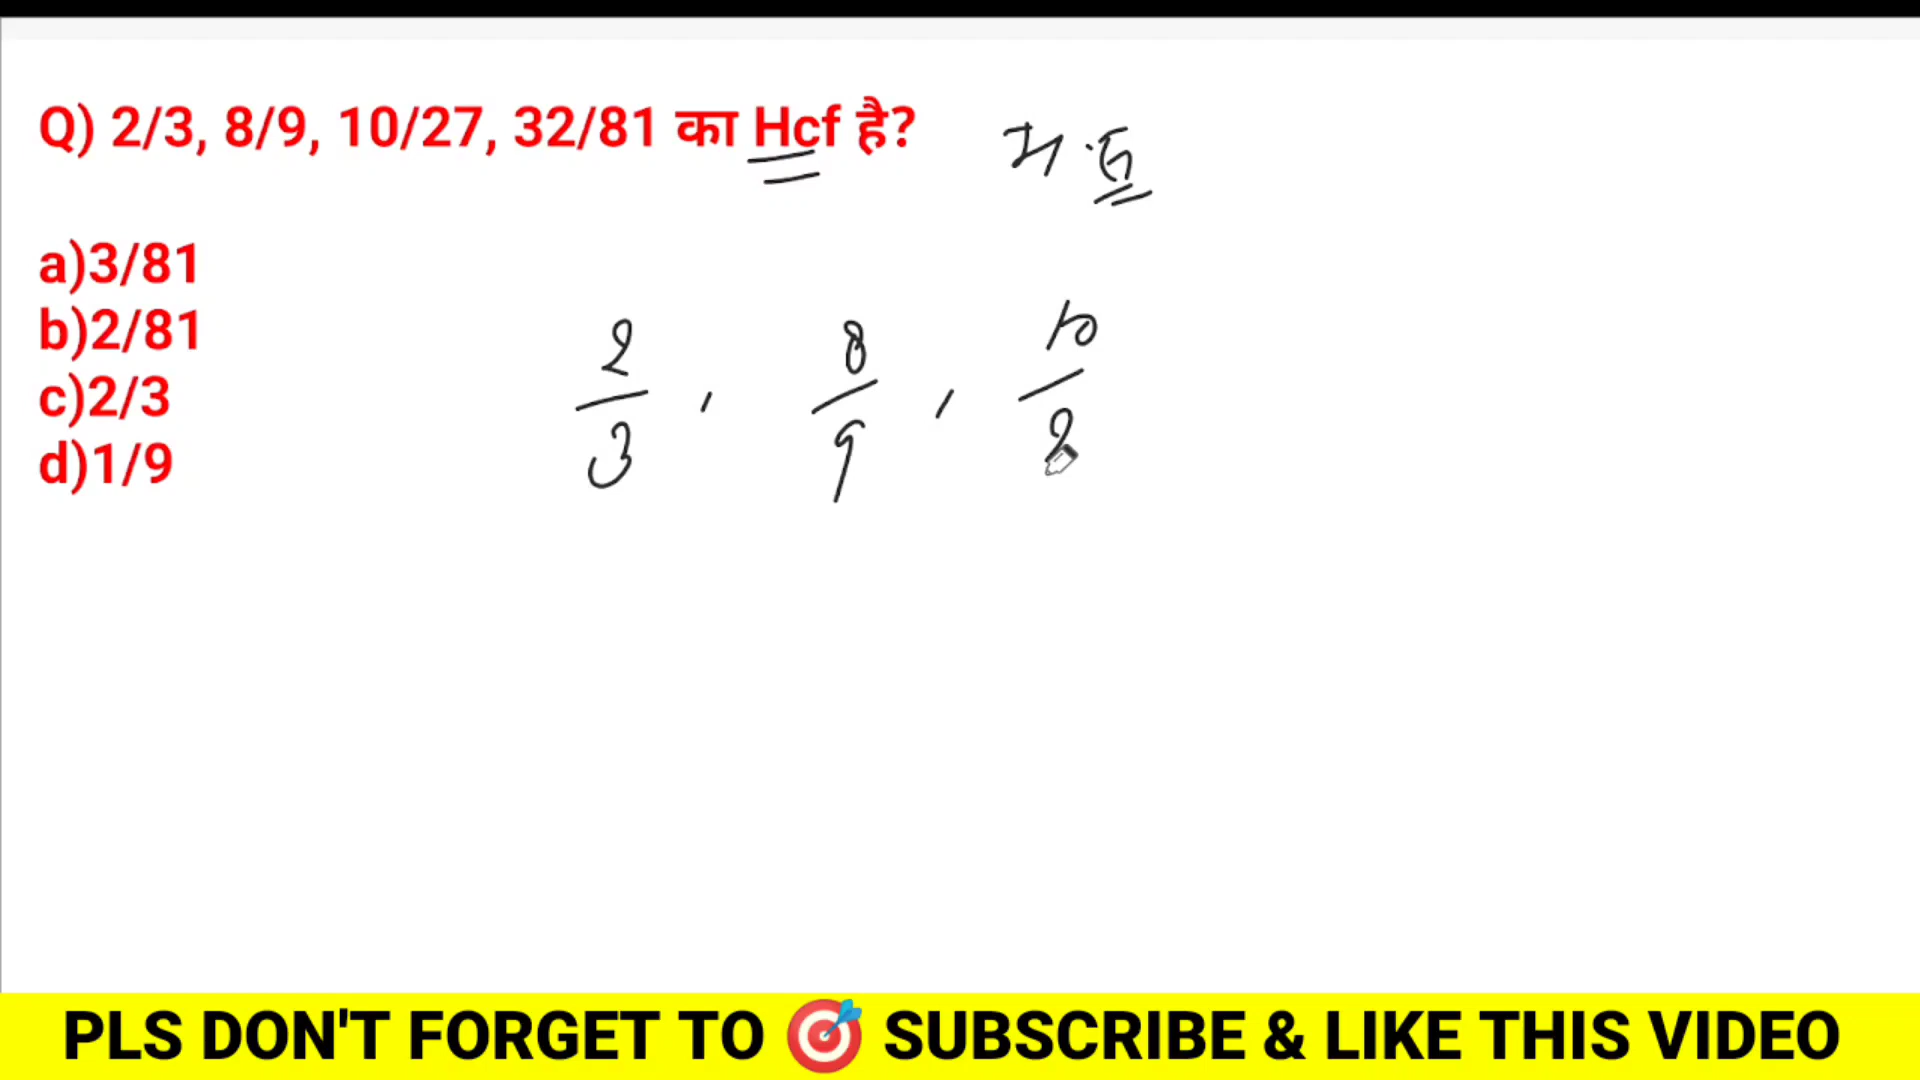 Q) 2/3, 8/9, 10/27, 32/81 का Hcf है?
म.स
a)3/81
b)2/81
c)2/3
d)1/9
2/3, 8/9, 10/2
PLS DON'T FORGET TO 🎯 SUBSCRIBE & LIKE THIS VIDEO